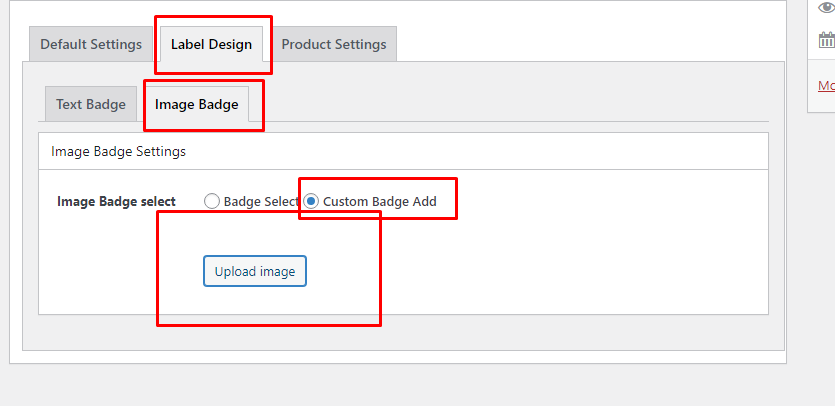 Default Settings
Label Design
Product Settings
Text Badge
Image Badge
Image Badge Settings
Image Badge select
Badge Select
Custom Badge Add
Upload image
Mo